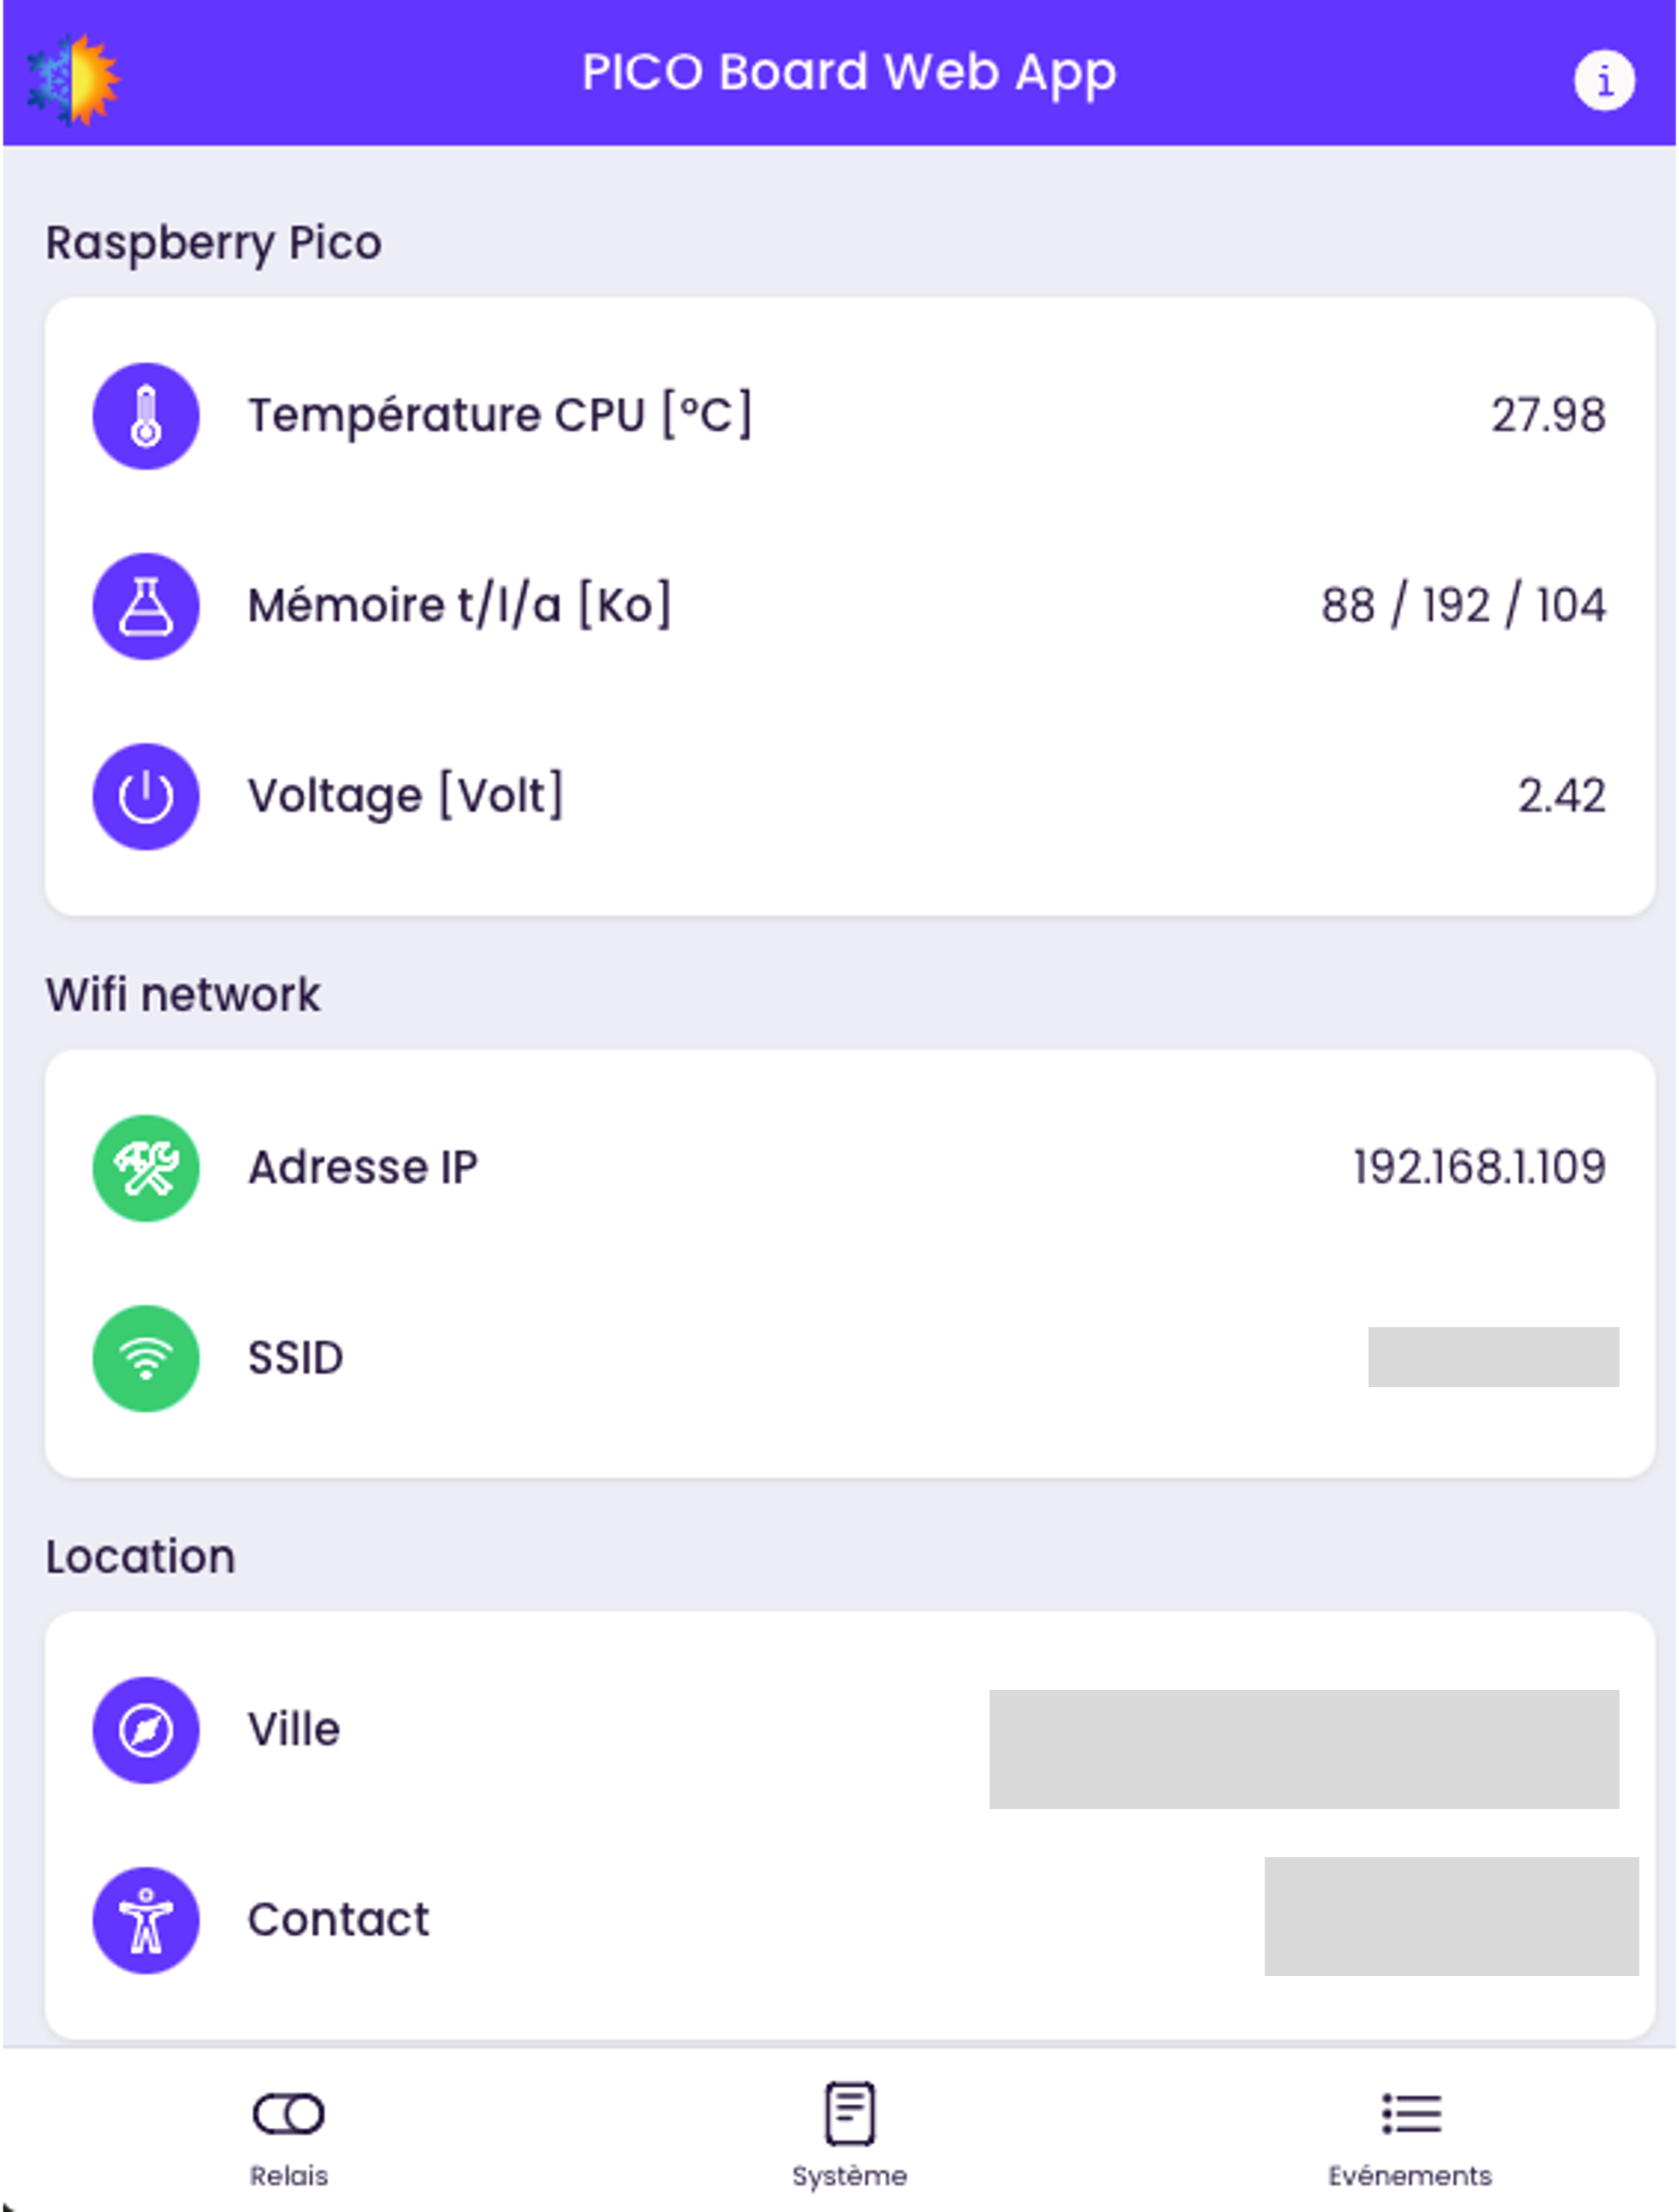 PICO Board Web App
i
Raspberry Pico
Température CPU [°C] 27.98
Mémoire t/l/a [Ko] 88 / 192 / 104
Voltage [Volt] 2.42
Wifi network
Adresse IP 192.168.1.109
SSID
Location
Ville
Contact
Relais Système Evénements